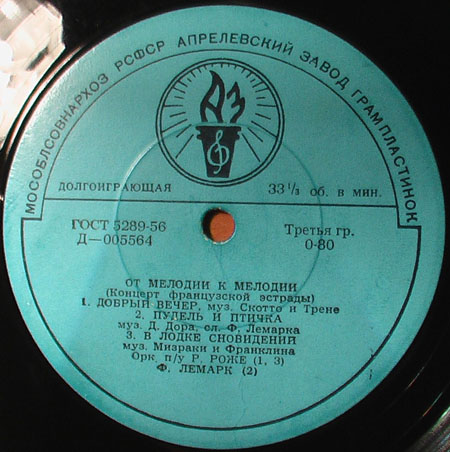 МОСОБЛСОВНАРХОЗ РСФСР АПРЕЛЕВСКИЙ ЗАВОД ГРАМПЛАСТИНОК
АЗ
ДОЛГОИГРАЮЩАЯ 33 1/3 об. в мин.
ГОСТ 5289-56 Третья гр.
Д—005564 0-80
ОТ МЕЛОДИИ К МЕЛОДИИ
(Концерт французской эстрады)
1. ДОБРЫЙ ВЕЧЕР, муз. Скотто и Трене
2. ПУДЕЛЬ И ПТИЧКА
муз. Д. Дора, сл. Ф. Лемарка
3. В ЛОДКЕ СНОВИДЕНИЙ
муз. Мизраки и Франклина
Орк. п/у Р. РОЖЕ (1, 3)
Ф. ЛЕМАРК (2)